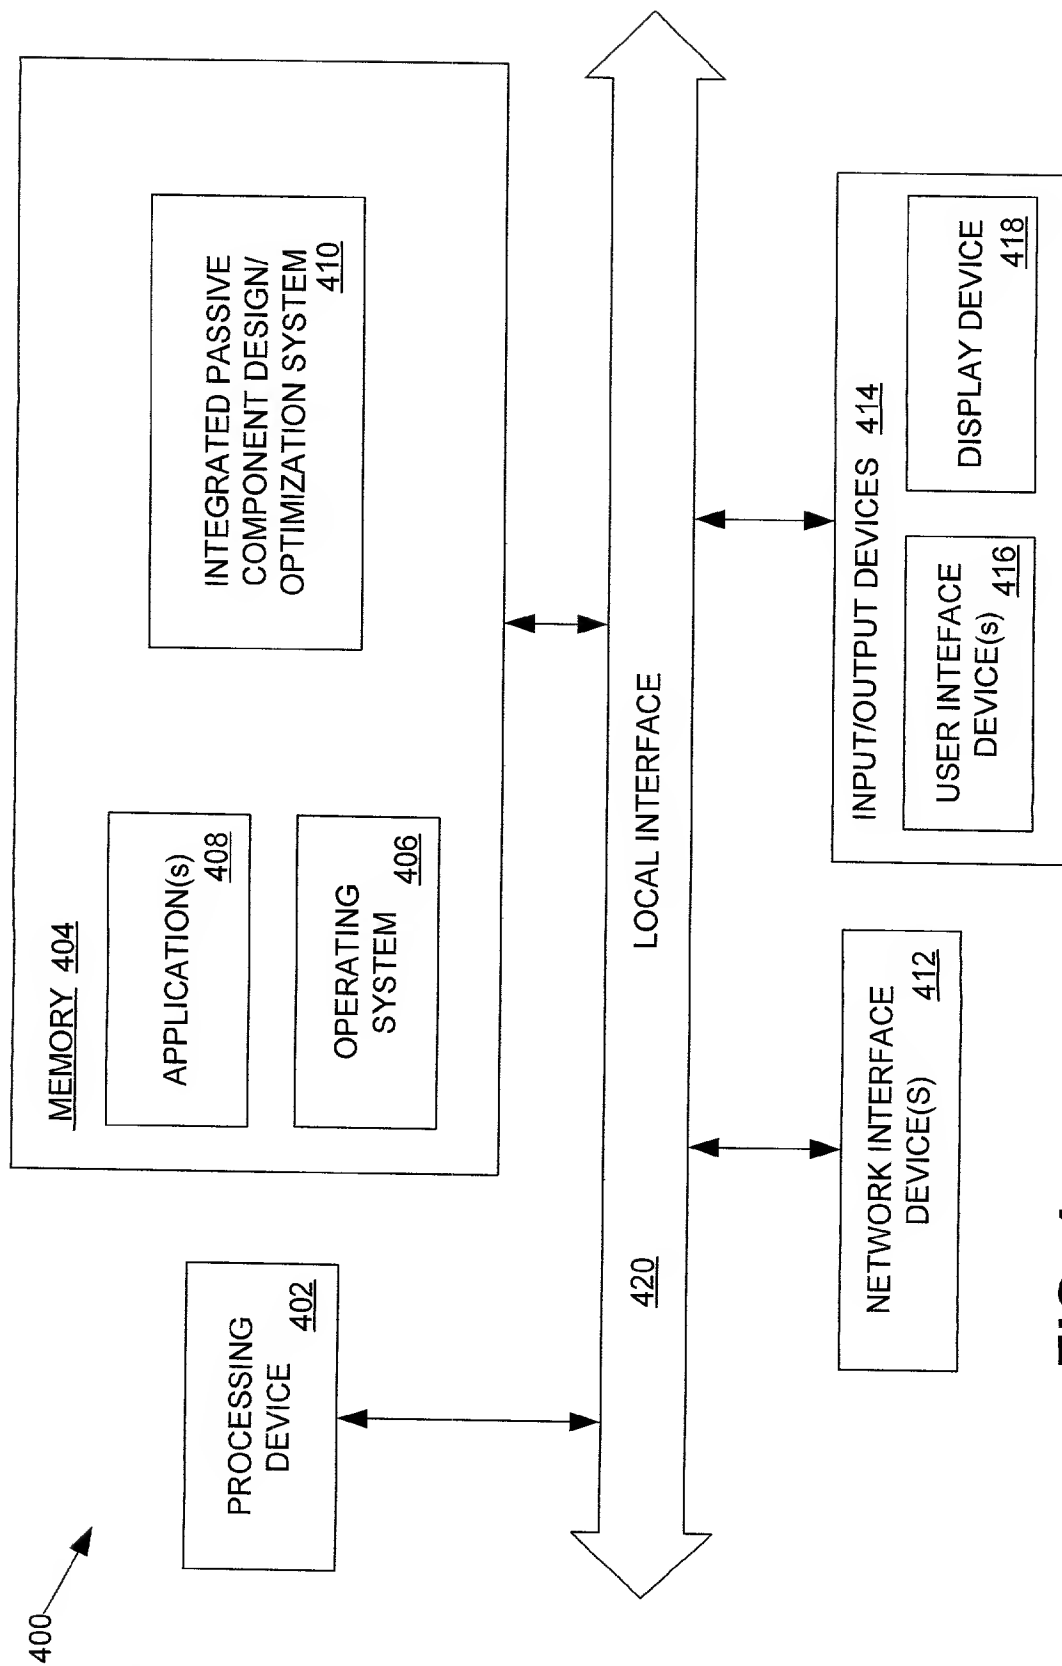 400
PROCESSING
DEVICE
402
MEMORY 404
APPLICATION(s)
408
OPERATING
SYSTEM
406
INTEGRATED PASSIVE
COMPONENT DESIGN/
OPTIMIZATION SYSTEM
410
420
LOCAL INTERFACE
NETWORK INTERFACE
DEVICE(S)
412
INPUT/OUTPUT DEVICES 414
USER INTEFACE
DEVICE(s)
416
DISPLAY DEVICE
418